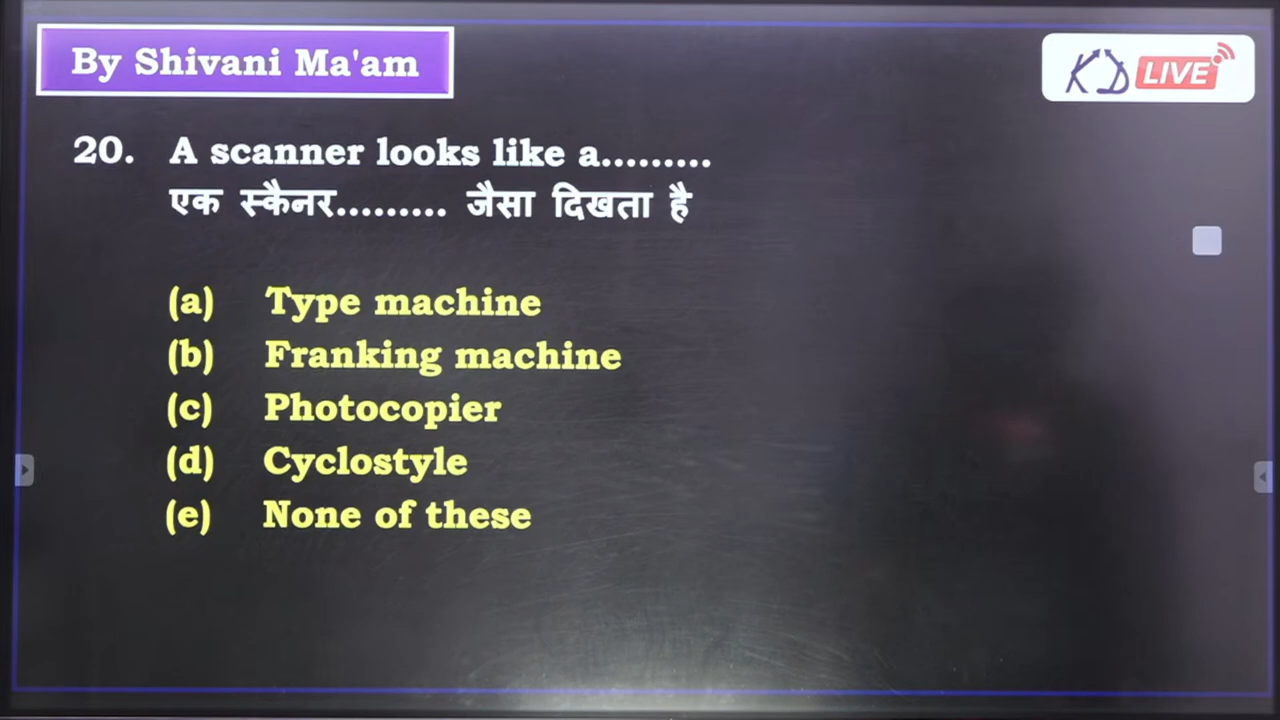 By Shivani Ma'am
KD LIVE
20. A scanner looks like a.........
एक स्कैनर......... जैसा दिखता है
(a) Type machine
(b) Franking machine
(c) Photocopier
(d) Cyclostyle
(e) None of these